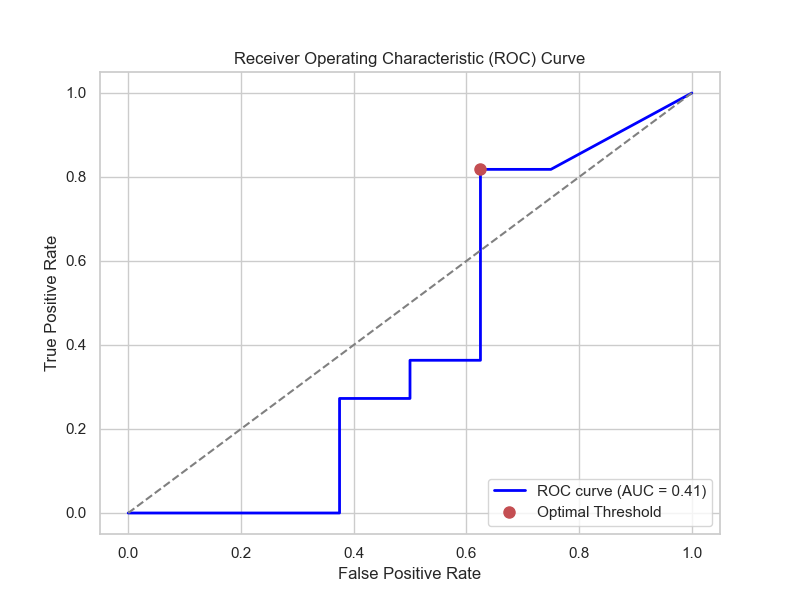 Receiver Operating Characteristic (ROC) Curve
True Positive Rate
1.0
0.8
0.6
0.4
0.2
0.0
ROC curve (AUC = 0.41)
Optimal Threshold
0.0 0.2 0.4 0.6 0.8 1.0
False Positive Rate